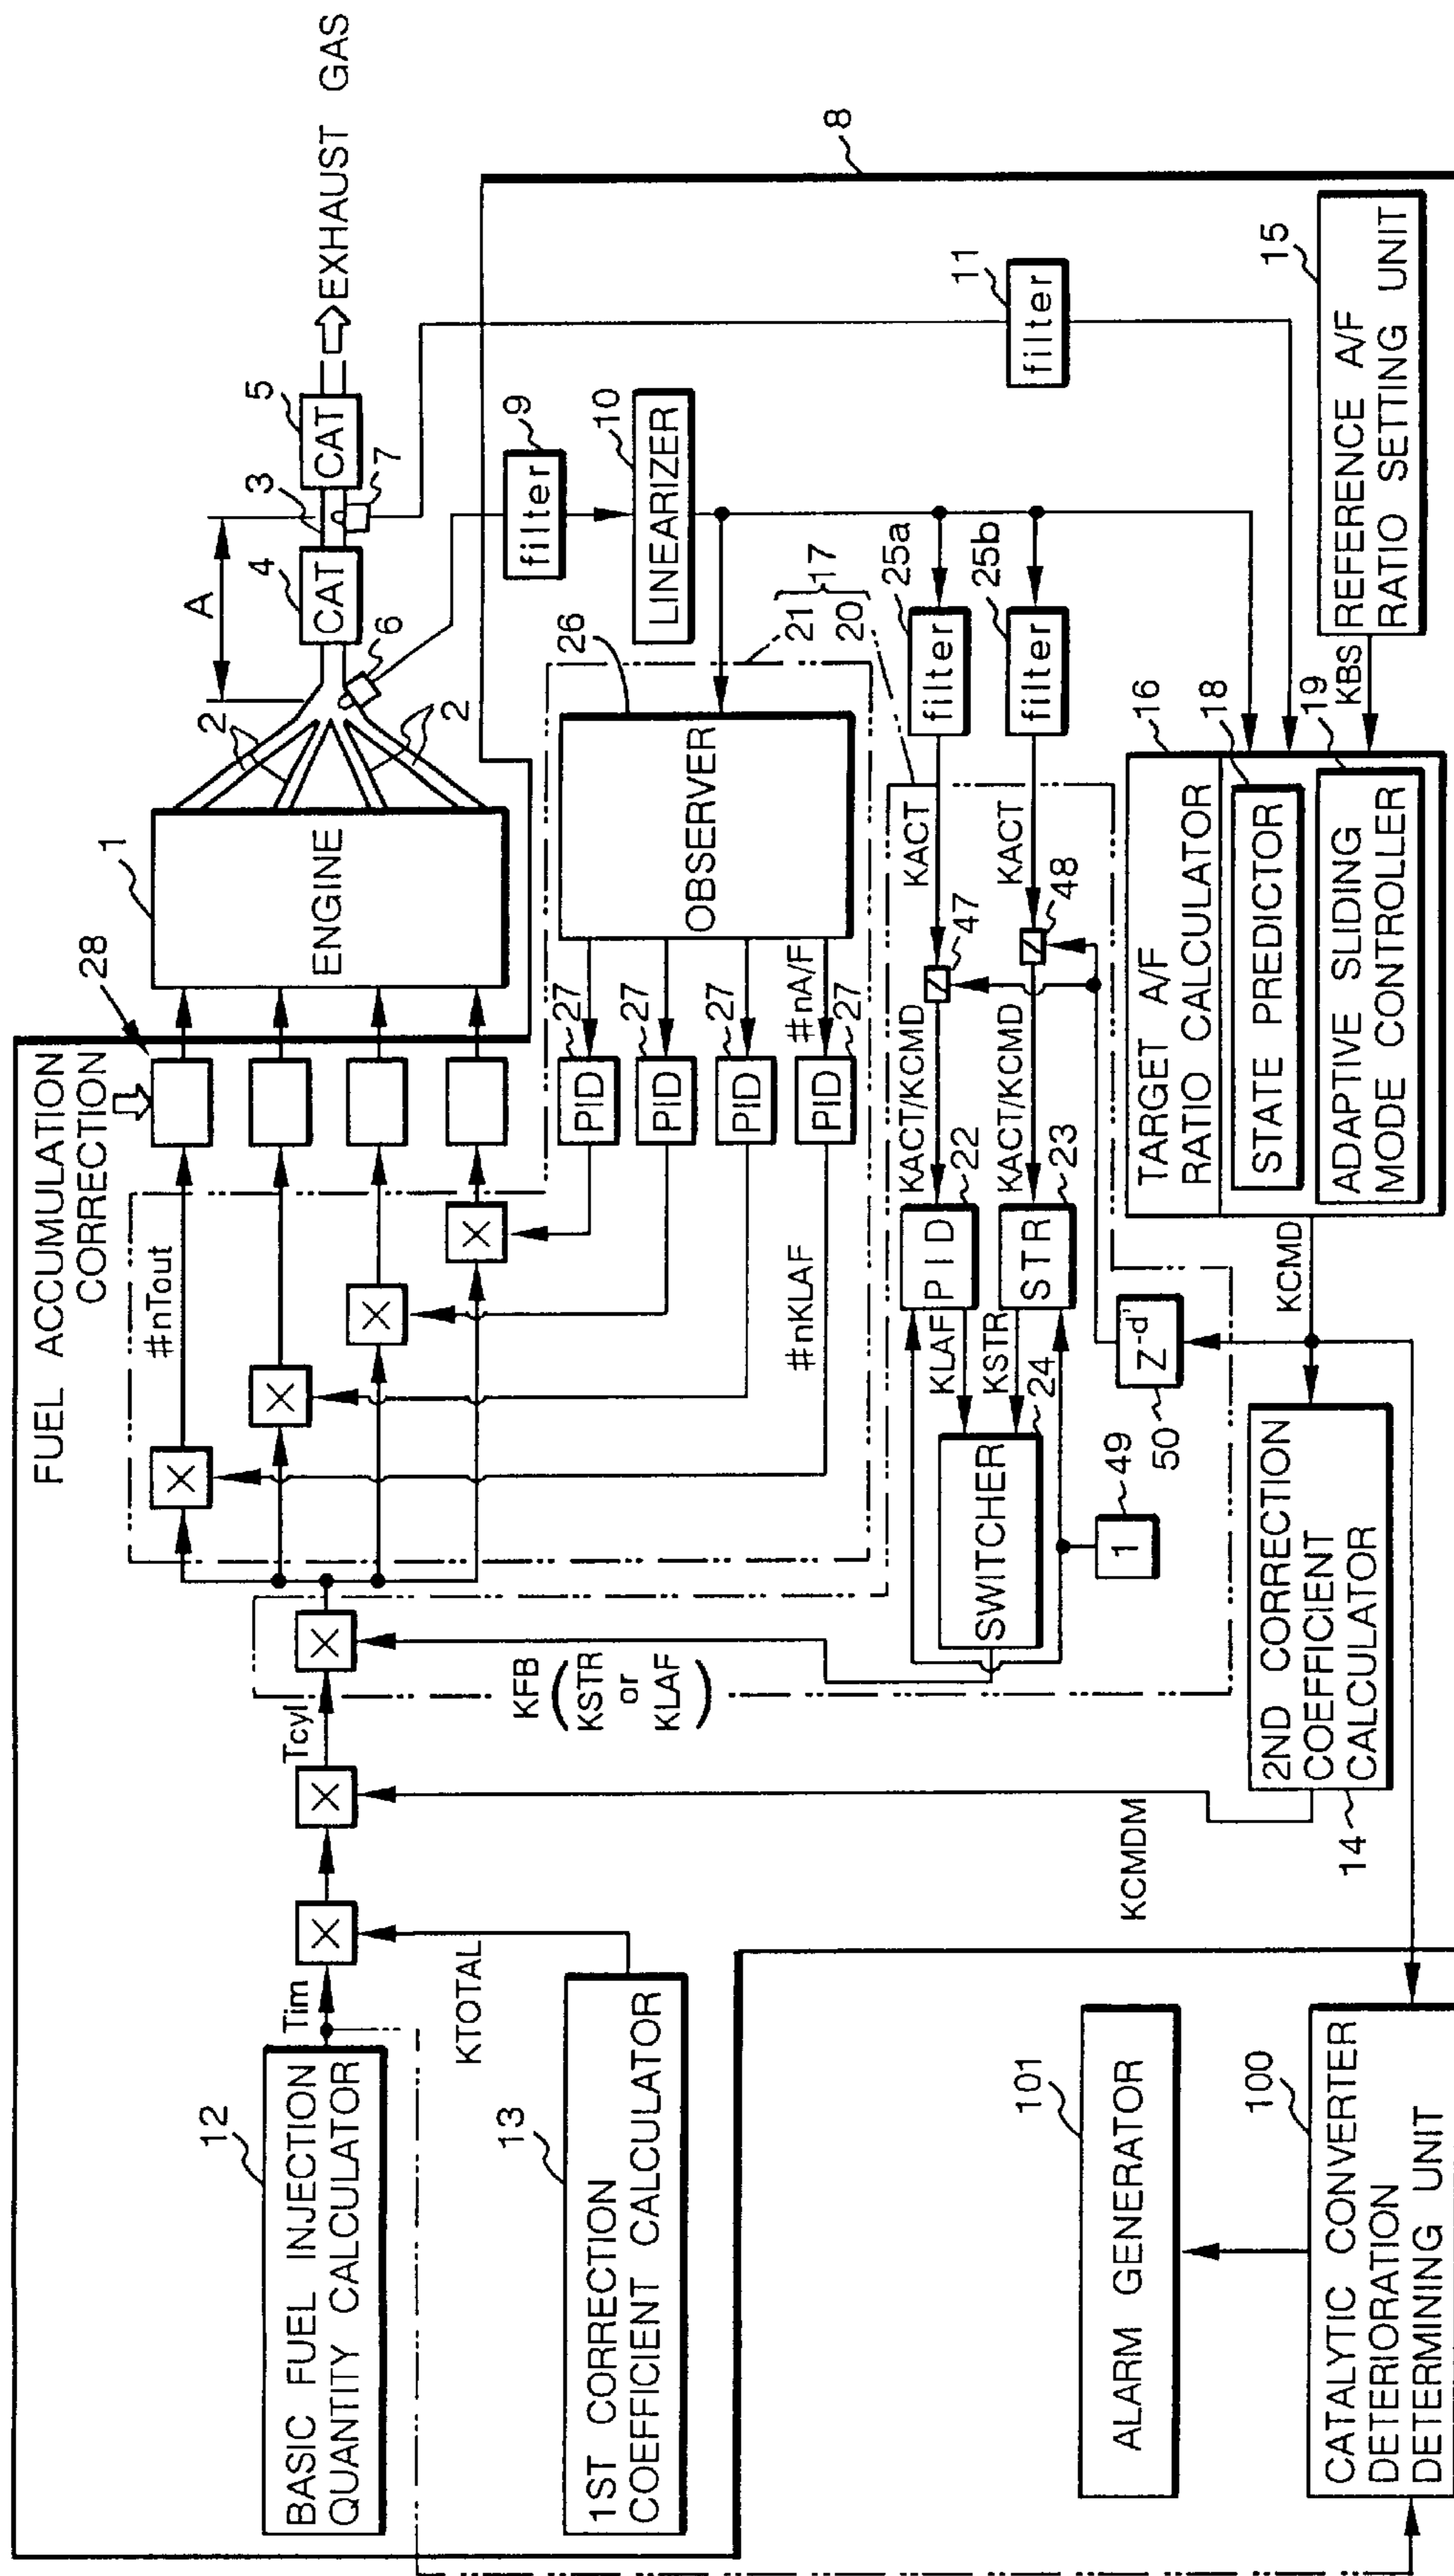 FUEL ACCUMULATION
CORRECTION
28
1
ENGINE
2
2
A
4
CAT
3
5
CAT
6
7
EXHAUST GAS
8
12
BASIC FUEL INJECTION
QUANTITY CALCULATOR
Tim
×
×
Tcyl
×
×
×
×
×
#nTout
KTOTAL
13
1ST CORRECTION
COEFFICIENT CALCULATOR
KCMDM
KFB
KSTR
or
KLAF
#nKLAF
PID
27
PID
27
PID
27
PID
27
#nA/F
OBSERVER
26
filter
9
LINEARIZER
10
filter
11
21
20
17
25a
filter
25b
filter
KACT
KACT
47
48
KACT/KCMD
KACT/KCMD
PID
22
STR
23
KLAF
KSTR
SWITCHER
24
1
49
Z-d'
50
KCMD
TARGET A/F
RATIO CALCULATOR
16
STATE PREDICTOR
18
ADAPTIVE SLIDING
MODE CONTROLLER
19
KBS
REFERENCE A/F
RATIO SETTING UNIT
15
2ND CORRECTION
COEFFICIENT
CALCULATOR
14
101
ALARM GENERATOR
100
CATALYTIC CONVERTER
DETERIORATION
DETERMINING UNIT